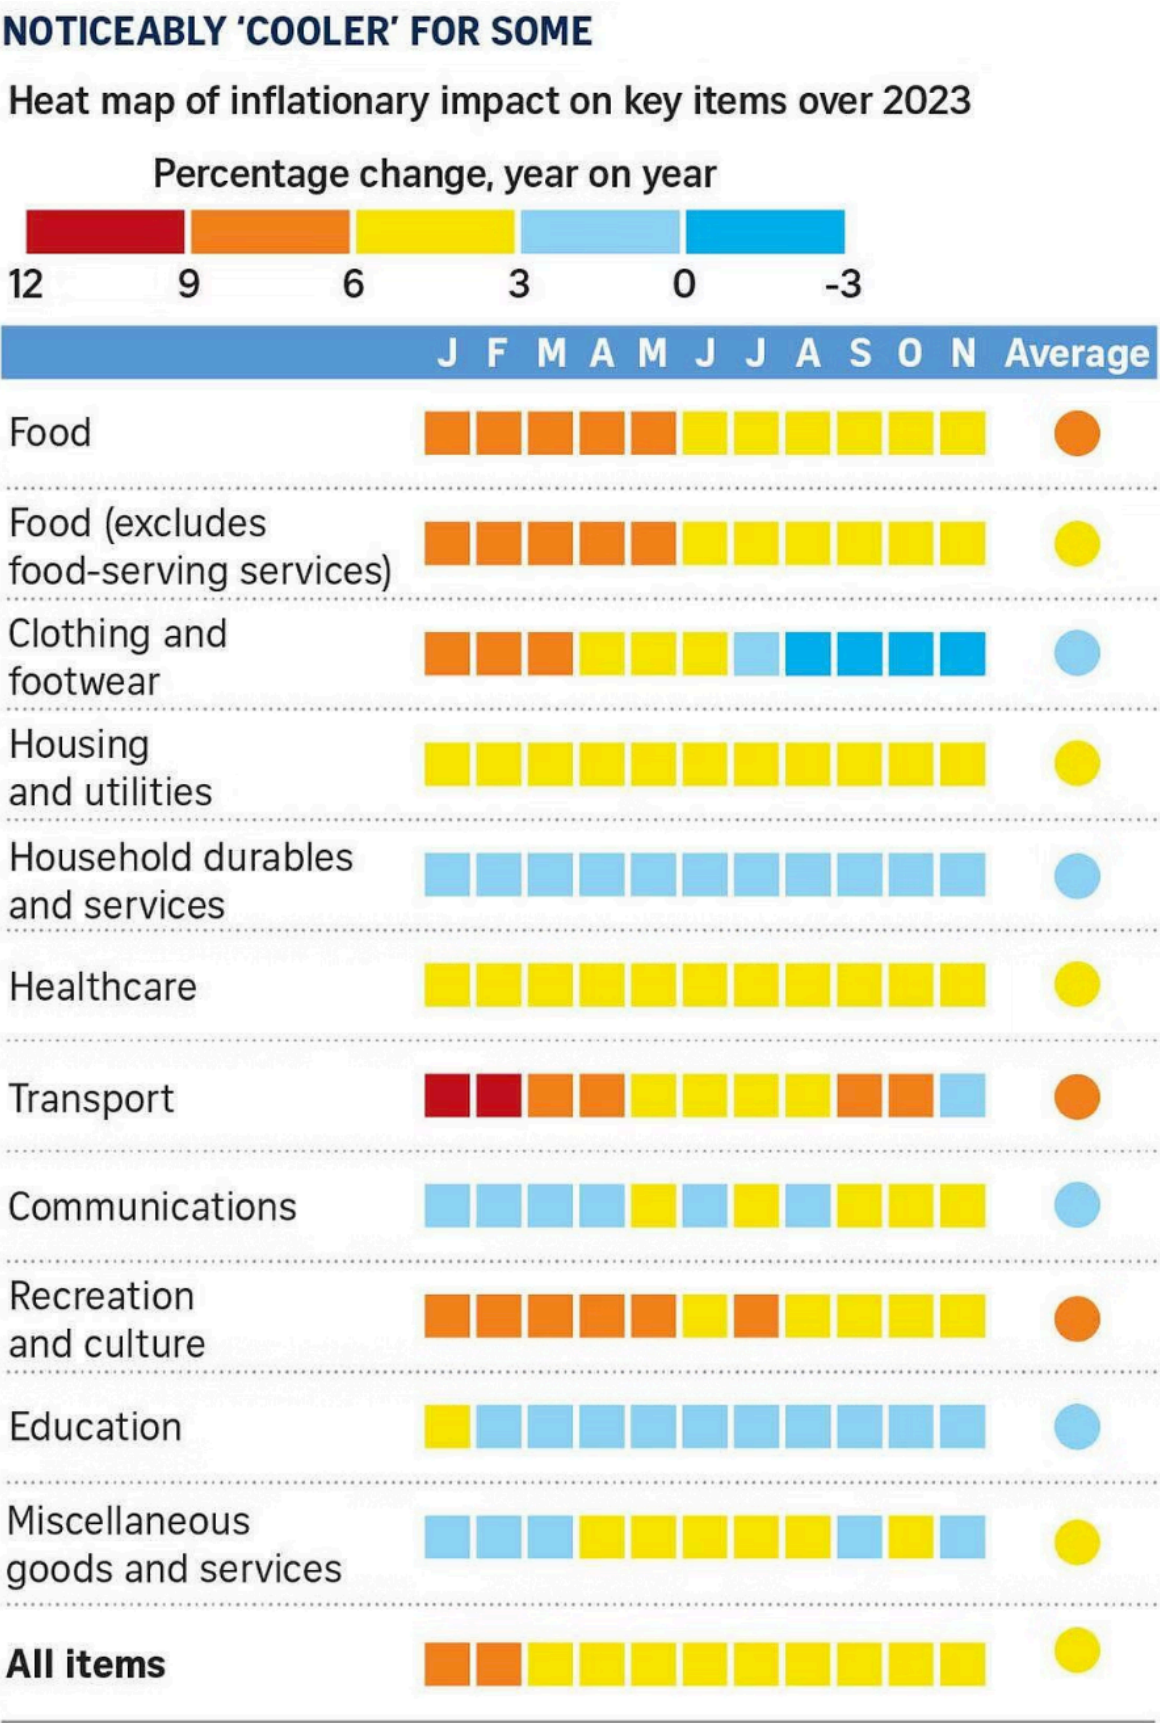 NOTICEABLY ‘COOLER’ FOR SOME
Heat map of inflationary impact on key items over 2023
Percentage change, year on year
12 9 6 3 0 -3
J F M A M J J A S O N Average
Food
Food (excludes
food-serving services)
Clothing and
footwear
Housing
and utilities
Household durables
and services
Healthcare
Transport
Communications
Recreation
and culture
Education
Miscellaneous
goods and services
All items